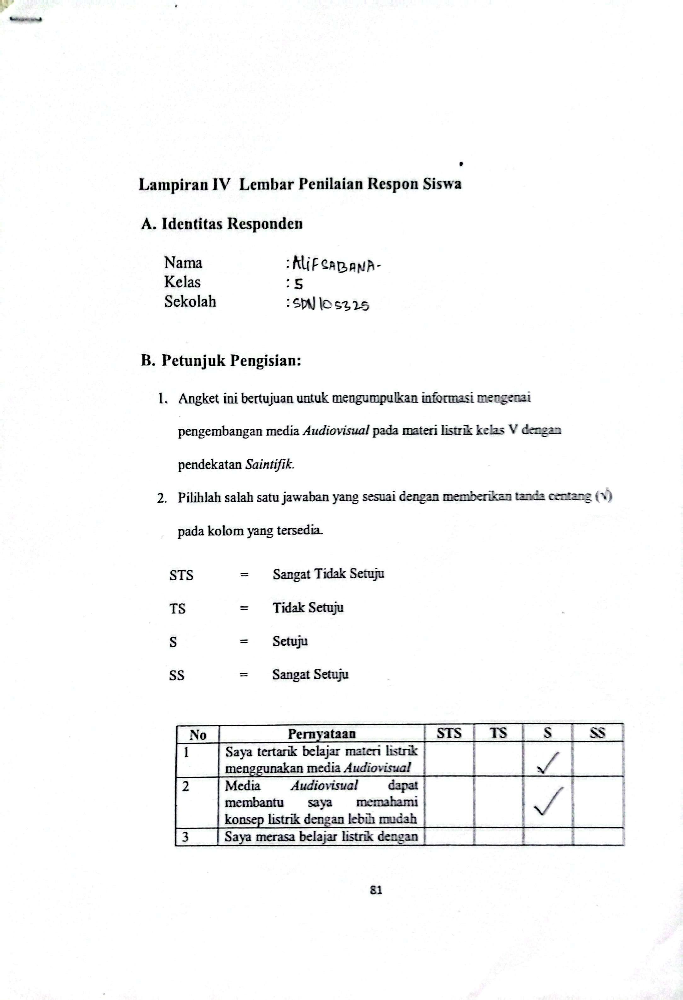 Lampiran IV Lembar Penilaian Respon Siswa
A. Identitas Responden
Nama : ALiF SABANA-
Kelas : 5
Sekolah : SDN 105325
B. Petunjuk Pengisian:
1. Angket ini bertujuan untuk mengumpulkan informasi mengenai
pengembangan media Audiovisual pada materi listrik kelas V dengan
pendekatan Saintifik.
2. Pilihlah salah satu jawaban yang sesuai dengan memberikan tanda centang (√)
pada kolom yang tersedia.
STS = Sangat Tidak Setuju
TS = Tidak Setuju
S = Setuju
SS = Sangat Setuju
No Pernyataan STS TS S SS
1 Saya tertarik belajar materi listrik
menggunakan media Audiovisual ✓
2 Media Audiovisual dapat
membantu saya memahami ✓
konsep listrik dengan lebih mudah
3 Saya merasa belajar listrik dengan
81